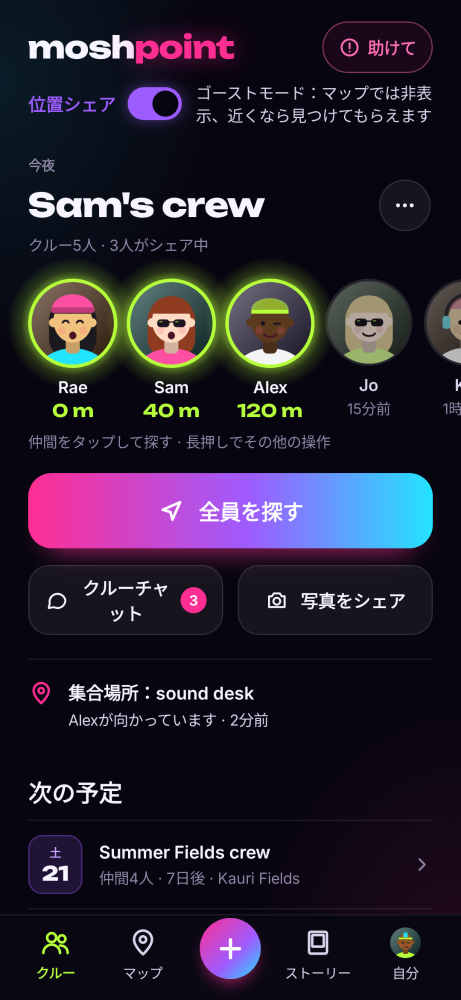 moshpoint
助けて
位置シェア
ゴーストモード：マップでは非表
示、近くなら見つけてもらえます
今夜
Sam's crew
クルー5人 · 3人がシェア中
Rae
Sam
Alex
Jo
0 m
40 m
120 m
15分前
仲間をタップして探す · 長押しでその他の操作
全員を探す
クルーチャ
ット
3
写真をシェア
集合場所：sound desk
Alexが向かっています · 2分前
次の予定
土
21
Summer Fields crew
仲間4人 · 7日後 · Kauri Fields
クルー
マップ
ストーリー
自分